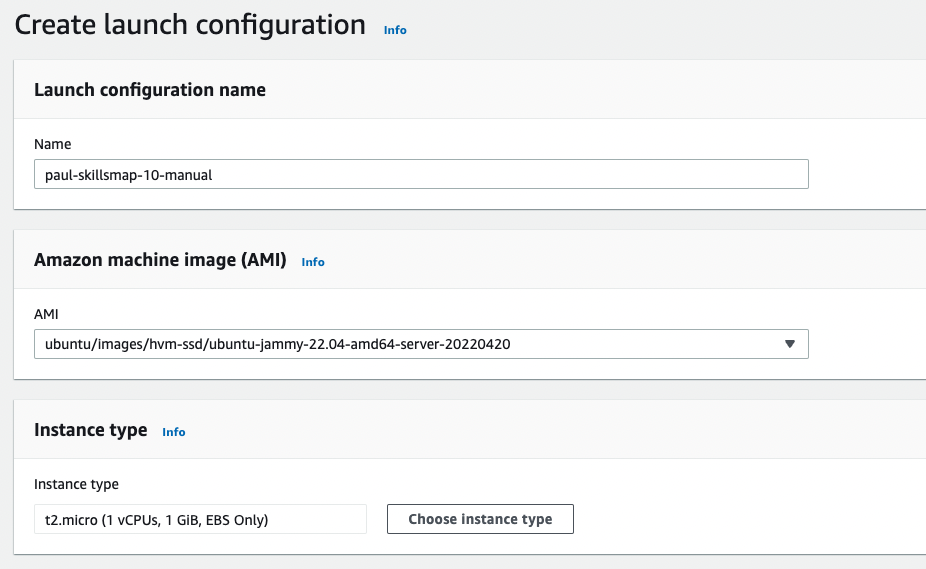 Create launch configuration Info
Launch configuration name
Name
paul-skillsmap-10-manual
Amazon machine image (AMI) Info
AMI
ubuntu/images/hvm-ssd/ubuntu-jammy-22.04-amd64-server-20220420
Instance type Info
Instance type
t2.micro (1 vCPUs, 1 GiB, EBS Only) Choose instance type